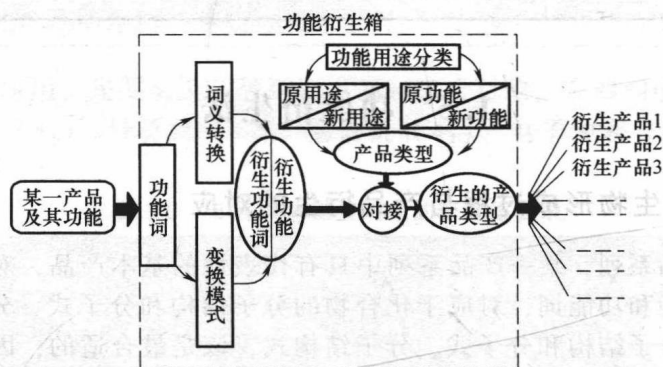 功能衍生箱
功能用途分类
原用途
新用途
原功能
新功能
产品类型
词义转换
功能词
变换模式
衍生功能词
衍生功能
某一产品
及其功能
对接
衍生的产
品类型
衍生产品1
衍生产品2
衍生产品3